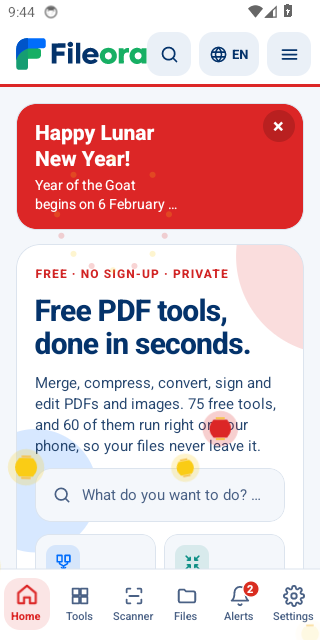 9:44
Fileora
EN
Happy Lunar
New Year!
Year of the Goat
begins on 6 February ...
FREE · NO SIGN-UP · PRIVATE
Free PDF tools,
done in seconds.
Merge, compress, convert, sign and
edit PDFs and images. 75 free tools,
and 60 of them run right on your
phone, so your files never leave it.
What do you want to do? ...
2
Home
Tools
Scanner
Files
Alerts
Settings